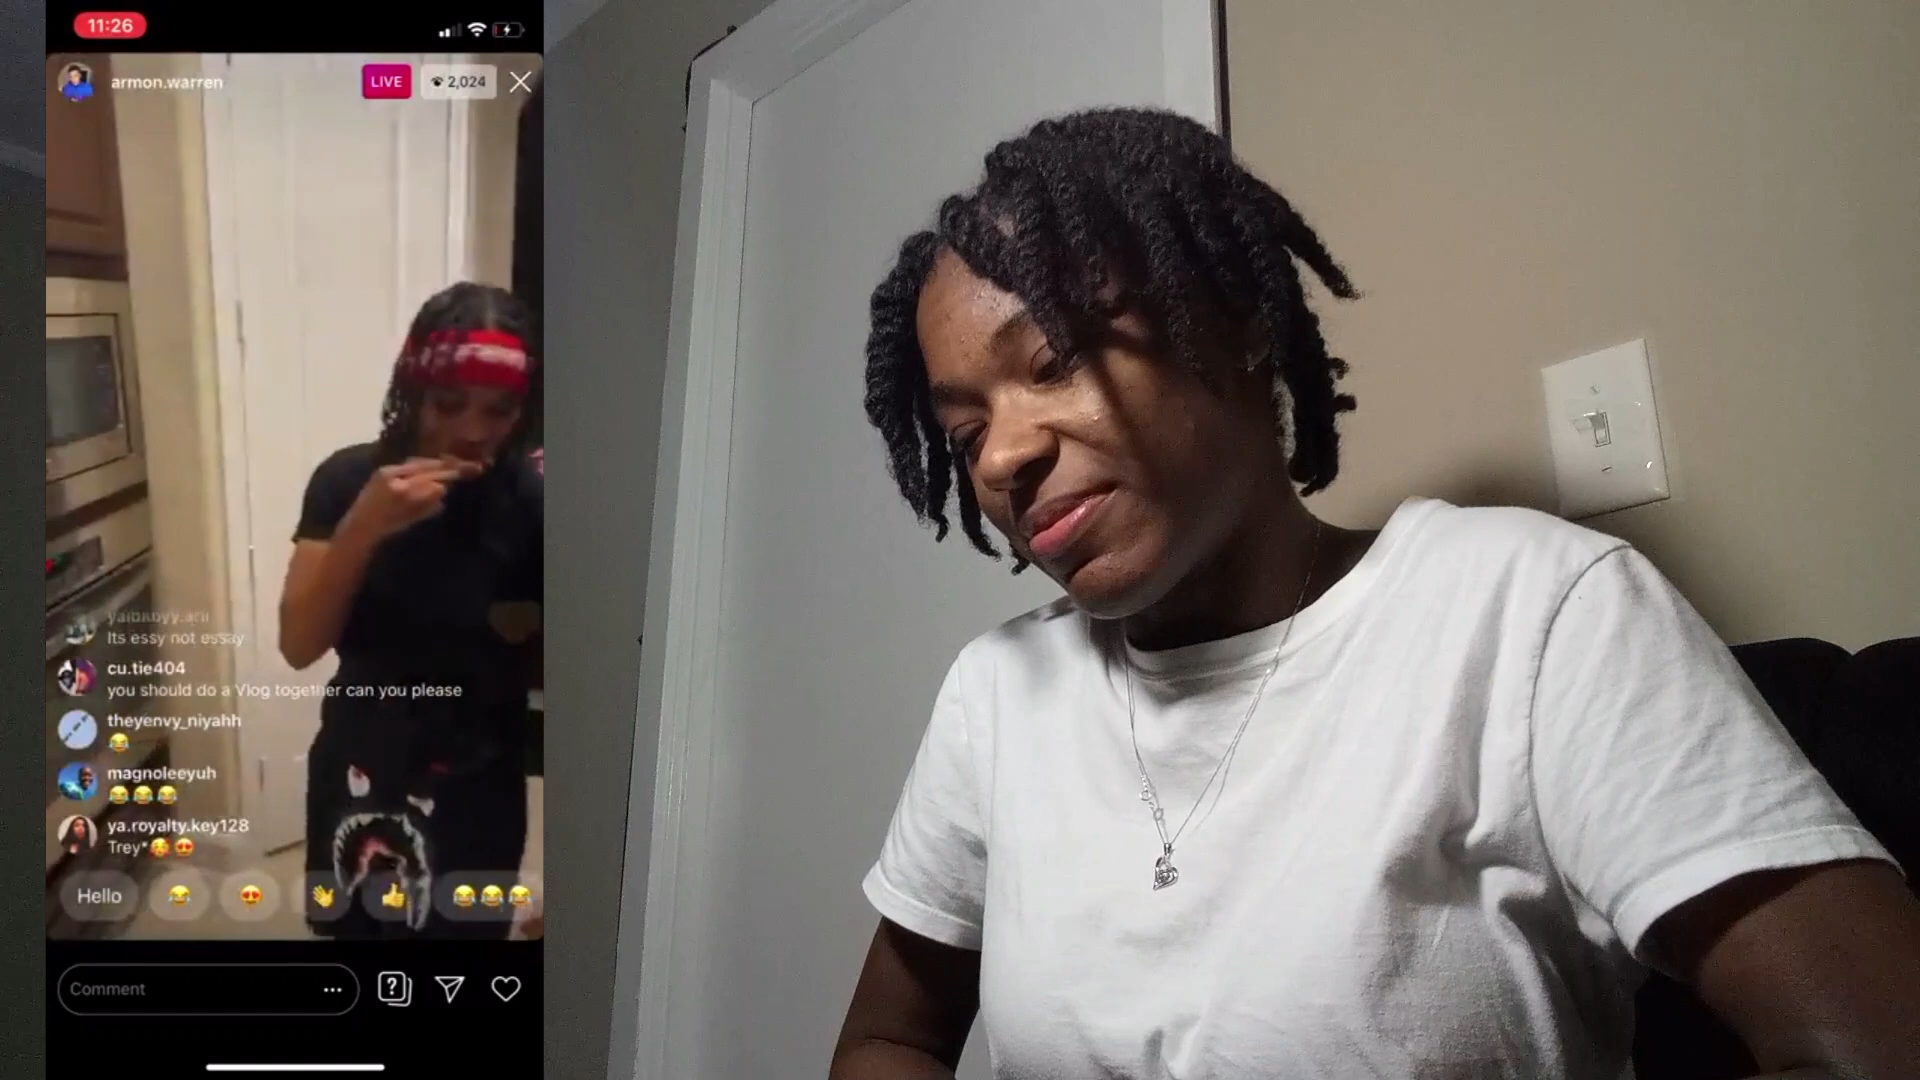 11:26
armon.warren
LIVE
2,024
Its essy not essay
cu.tie404
you should do a Vlog together can you please
theyenvy_niyahh
😂
magnoleeyuh
😂😂😂
ya.royalty.key128
Trey*🥰😍
Hello
😂
😍
👋
👍
😂😂😂
Comment